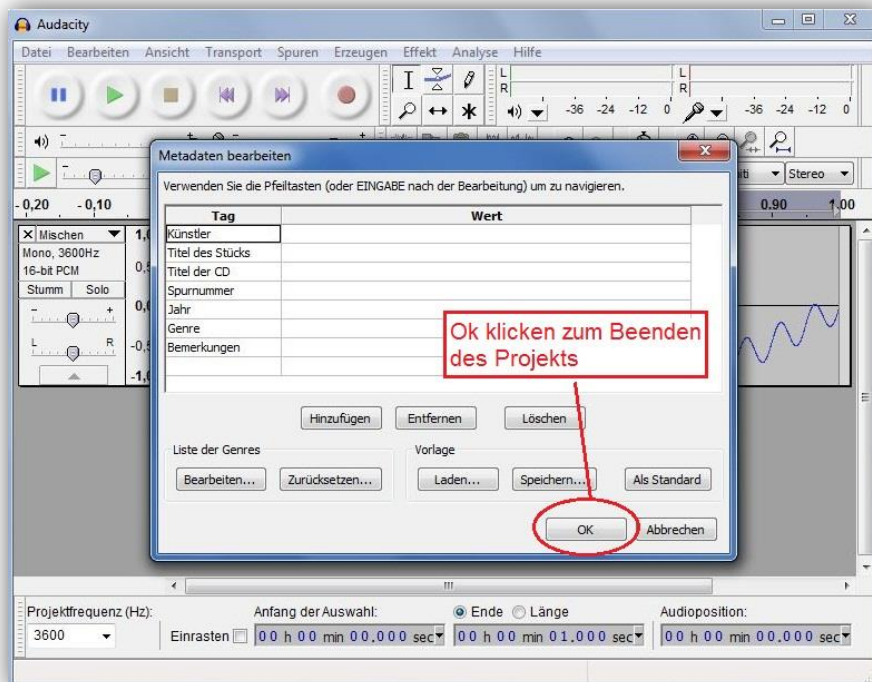 Audacity
Datei Bearbeiten Ansicht Transport Spuren Erzeugen Effekt Analyse Hilfe
L
R
-36 -24 -12 0
L
R
-36 -24 -12 0
Stereo
-0,20 -0,10
0.90 1,00
Metadaten bearbeiten
Verwenden Sie die Pfeiltasten (oder EINGABE nach der Bearbeitung) um zu navigieren.
Tag Wert
Künstler
Titel des Stücks
Titel der CD
Spurnummer
Jahr
Genre
Bemerkungen
Ok klicken zum Beenden
des Projekts
Hinzufügen Entfernen Löschen
Liste der Genres Vorlage
Bearbeiten... Zurücksetzen... Laden... Speichern... Als Standard
OK Abbrechen
X Mischen
Mono, 3600Hz
16-bit PCM
Stumm Solo
- +
L R
Projektfrequenz (Hz): Anfang der Auswahl: Ende Länge Audioposition:
3600 Einrasten 00 h 00 min 00.000 sec 00 h 00 min 01.000 sec 00 h 00 min 00.000 sec